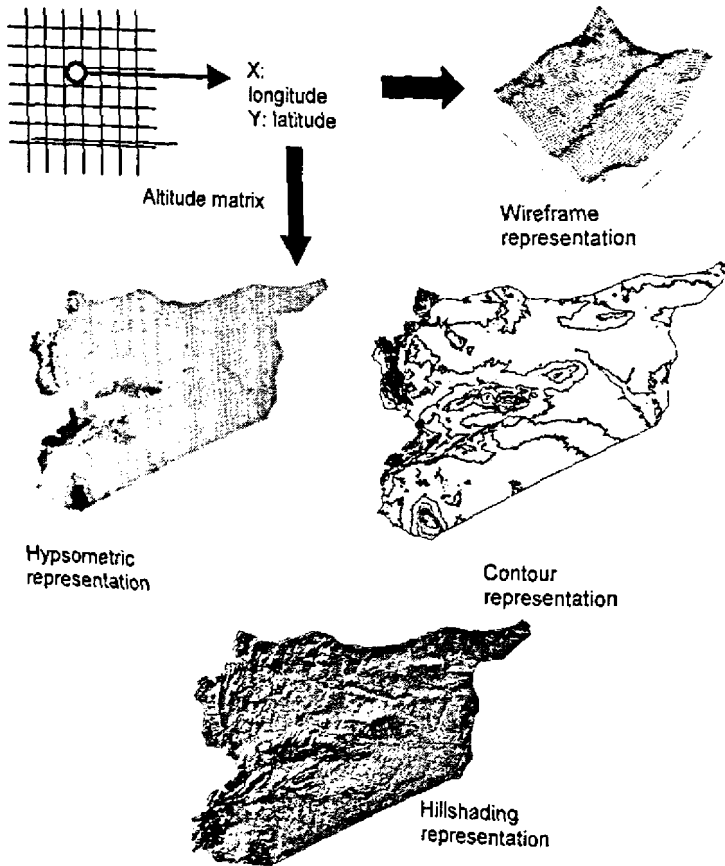 X:
longitude
Y: latitude
Altitude matrix
Wireframe
representation
Hypsometric
representation
Contour
representation
Hillshading
representation